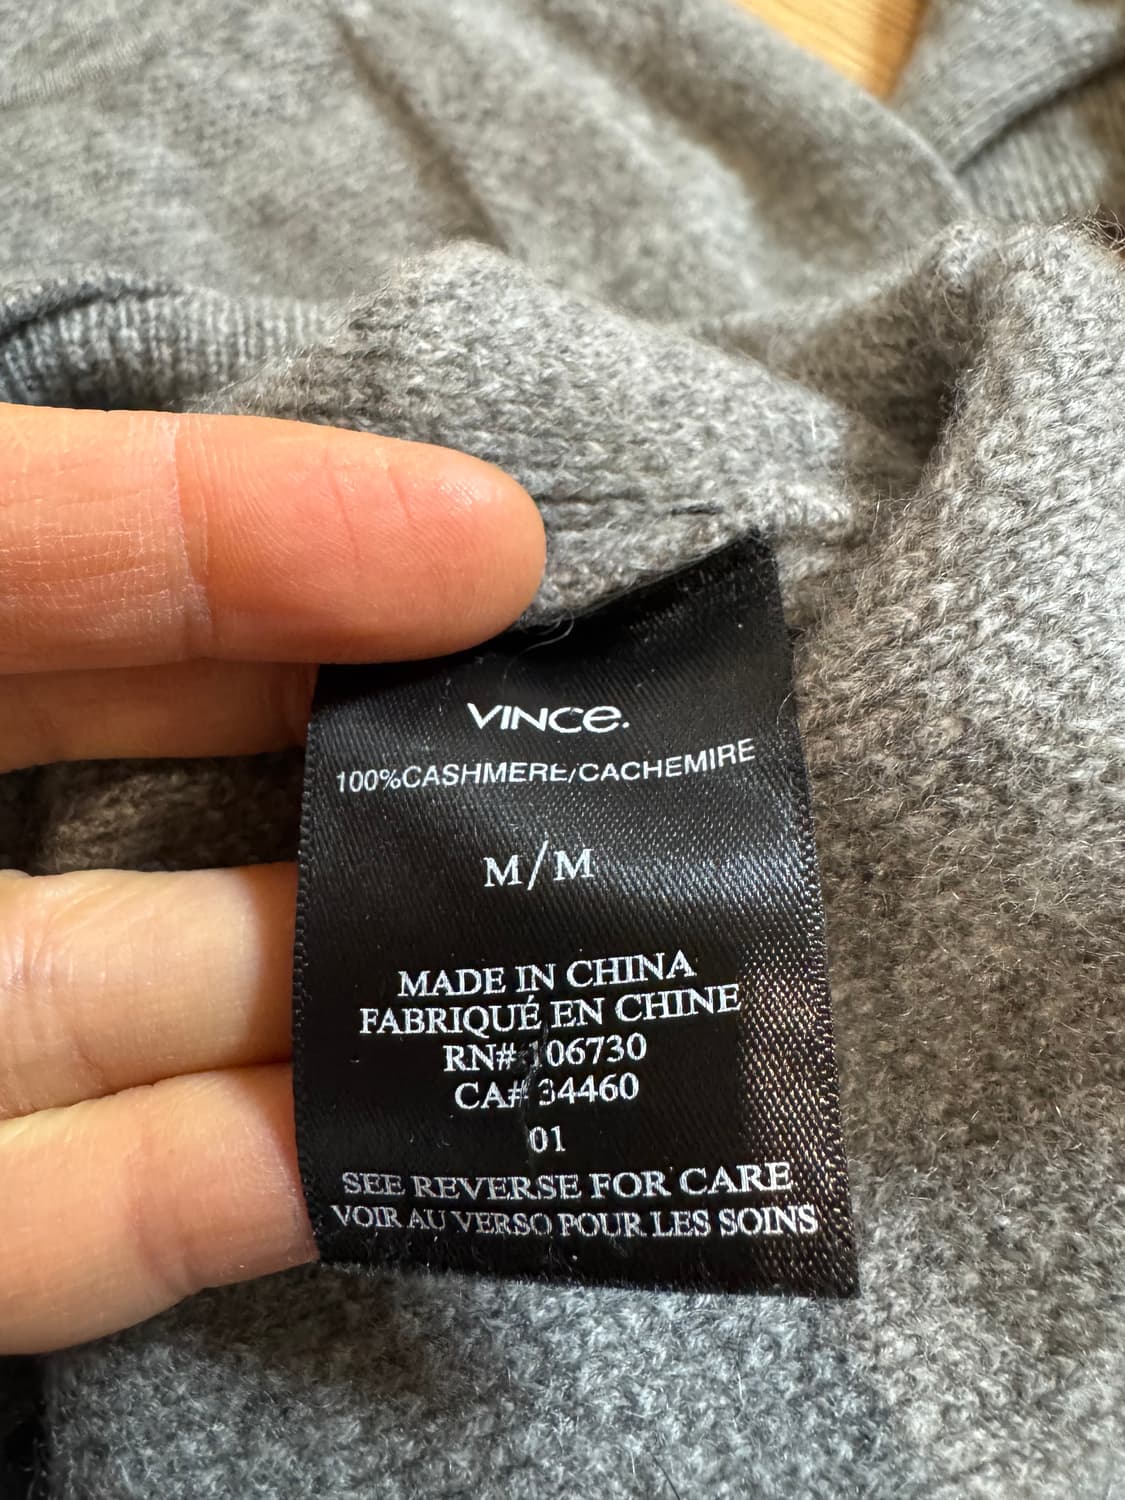 VINCE.
100%CASHMERE/CACHEMIRE
M/M
MADE IN CHINA
FABRIQUÉ EN CHINE
RN# 106730
CA# 34460
01
SEE REVERSE FOR CARE
VOIR AU VERSO POUR LES SOINS